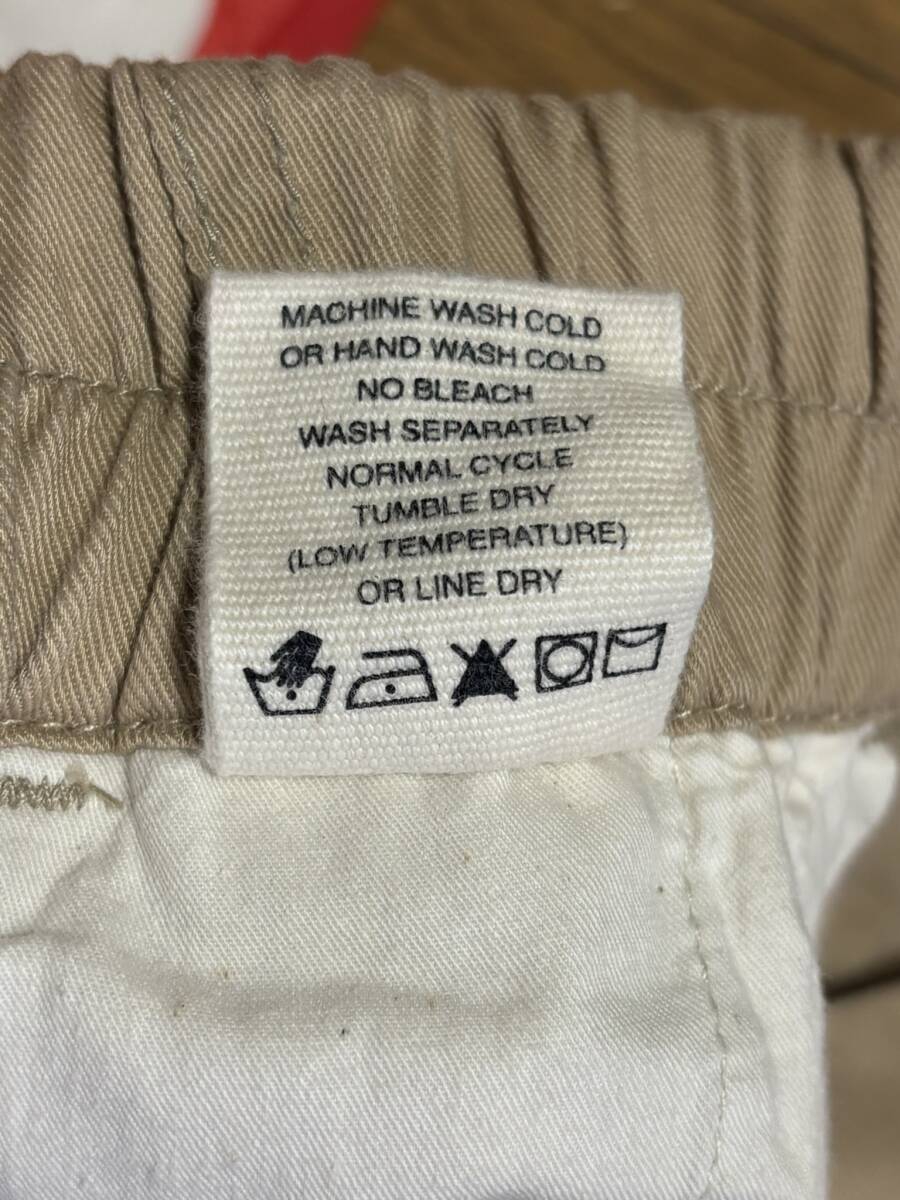 MACHINE WASH COLD
OR HAND WASH COLD
NO BLEACH
WASH SEPARATELY
NORMAL CYCLE
TUMBLE DRY
(LOW TEMPERATURE)
OR LINE DRY